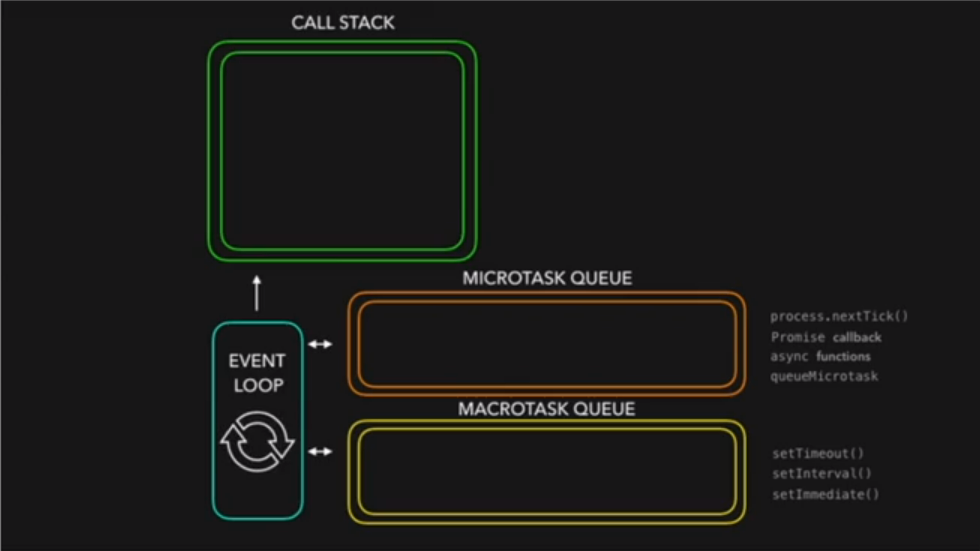 CALL STACK
MICROTASK QUEUE
process.nextTick()
Promise callback
async functions
queueMicrotask
EVENT
LOOP
MACROTASK QUEUE
setTimeout()
setInterval()
setImmediate()